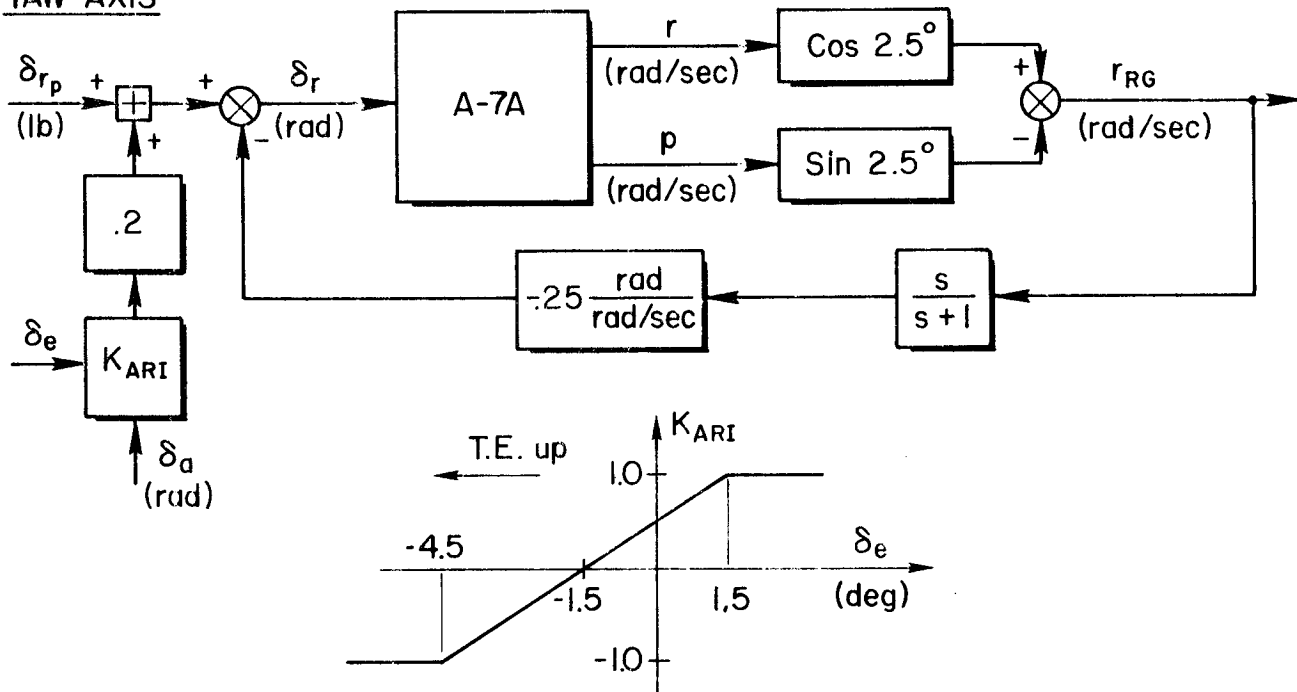 YAW AXIS
δrp
(lb)
+
+
+
.2
KARI
δe
δa
(rad)
+
-
δr
(rad)
A-7A
r
(rad/sec)
p
(rad/sec)
Cos 2.5°
Sin 2.5°
+
-
rRG
(rad/sec)
-.25 rad
rad/sec
s
s + 1
T.E. up
KARI
1.0
-4.5
-1.5
1.5
δe
(deg)
-1.0